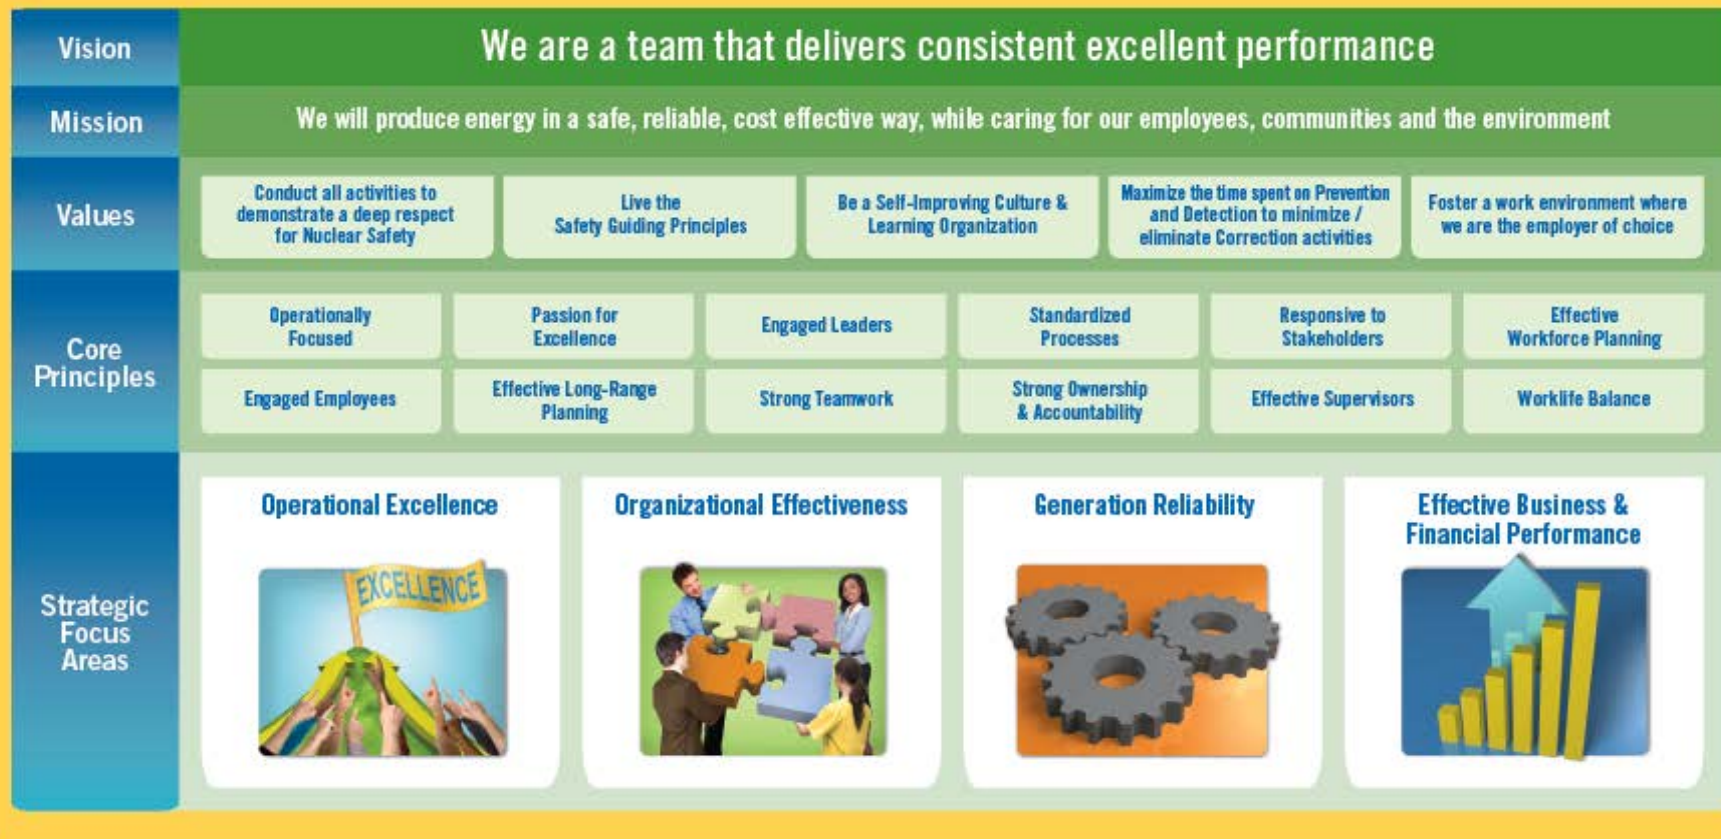 Vision
We are a team that delivers consistent excellent performance
Mission
We will produce energy in a safe, reliable, cost effective way, while caring for our employees, communities and the environment
Values
Conduct all activities to
demonstrate a deep respect
for Nuclear Safety
Live the
Safety Guiding Principles
Be a Self-Improving Culture &
Learning Organization
Maximize the time spent on Prevention
and Detection to minimize /
eliminate Correction activities
Foster a work environment where
we are the employer of choice
Core
Principles
Operationally
Focused
Passion for
Excellence
Engaged Leaders
Standardized
Processes
Responsive to
Stakeholders
Effective
Workforce Planning
Engaged Employees
Effective Long-Range
Planning
Strong Teamwork
Strong Ownership
& Accountability
Effective Supervisors
Worklife Balance
Strategic
Focus
Areas
Operational Excellence
EXCELLENCE
Organizational Effectiveness
Generation Reliability
Effective Business &
Financial Performance